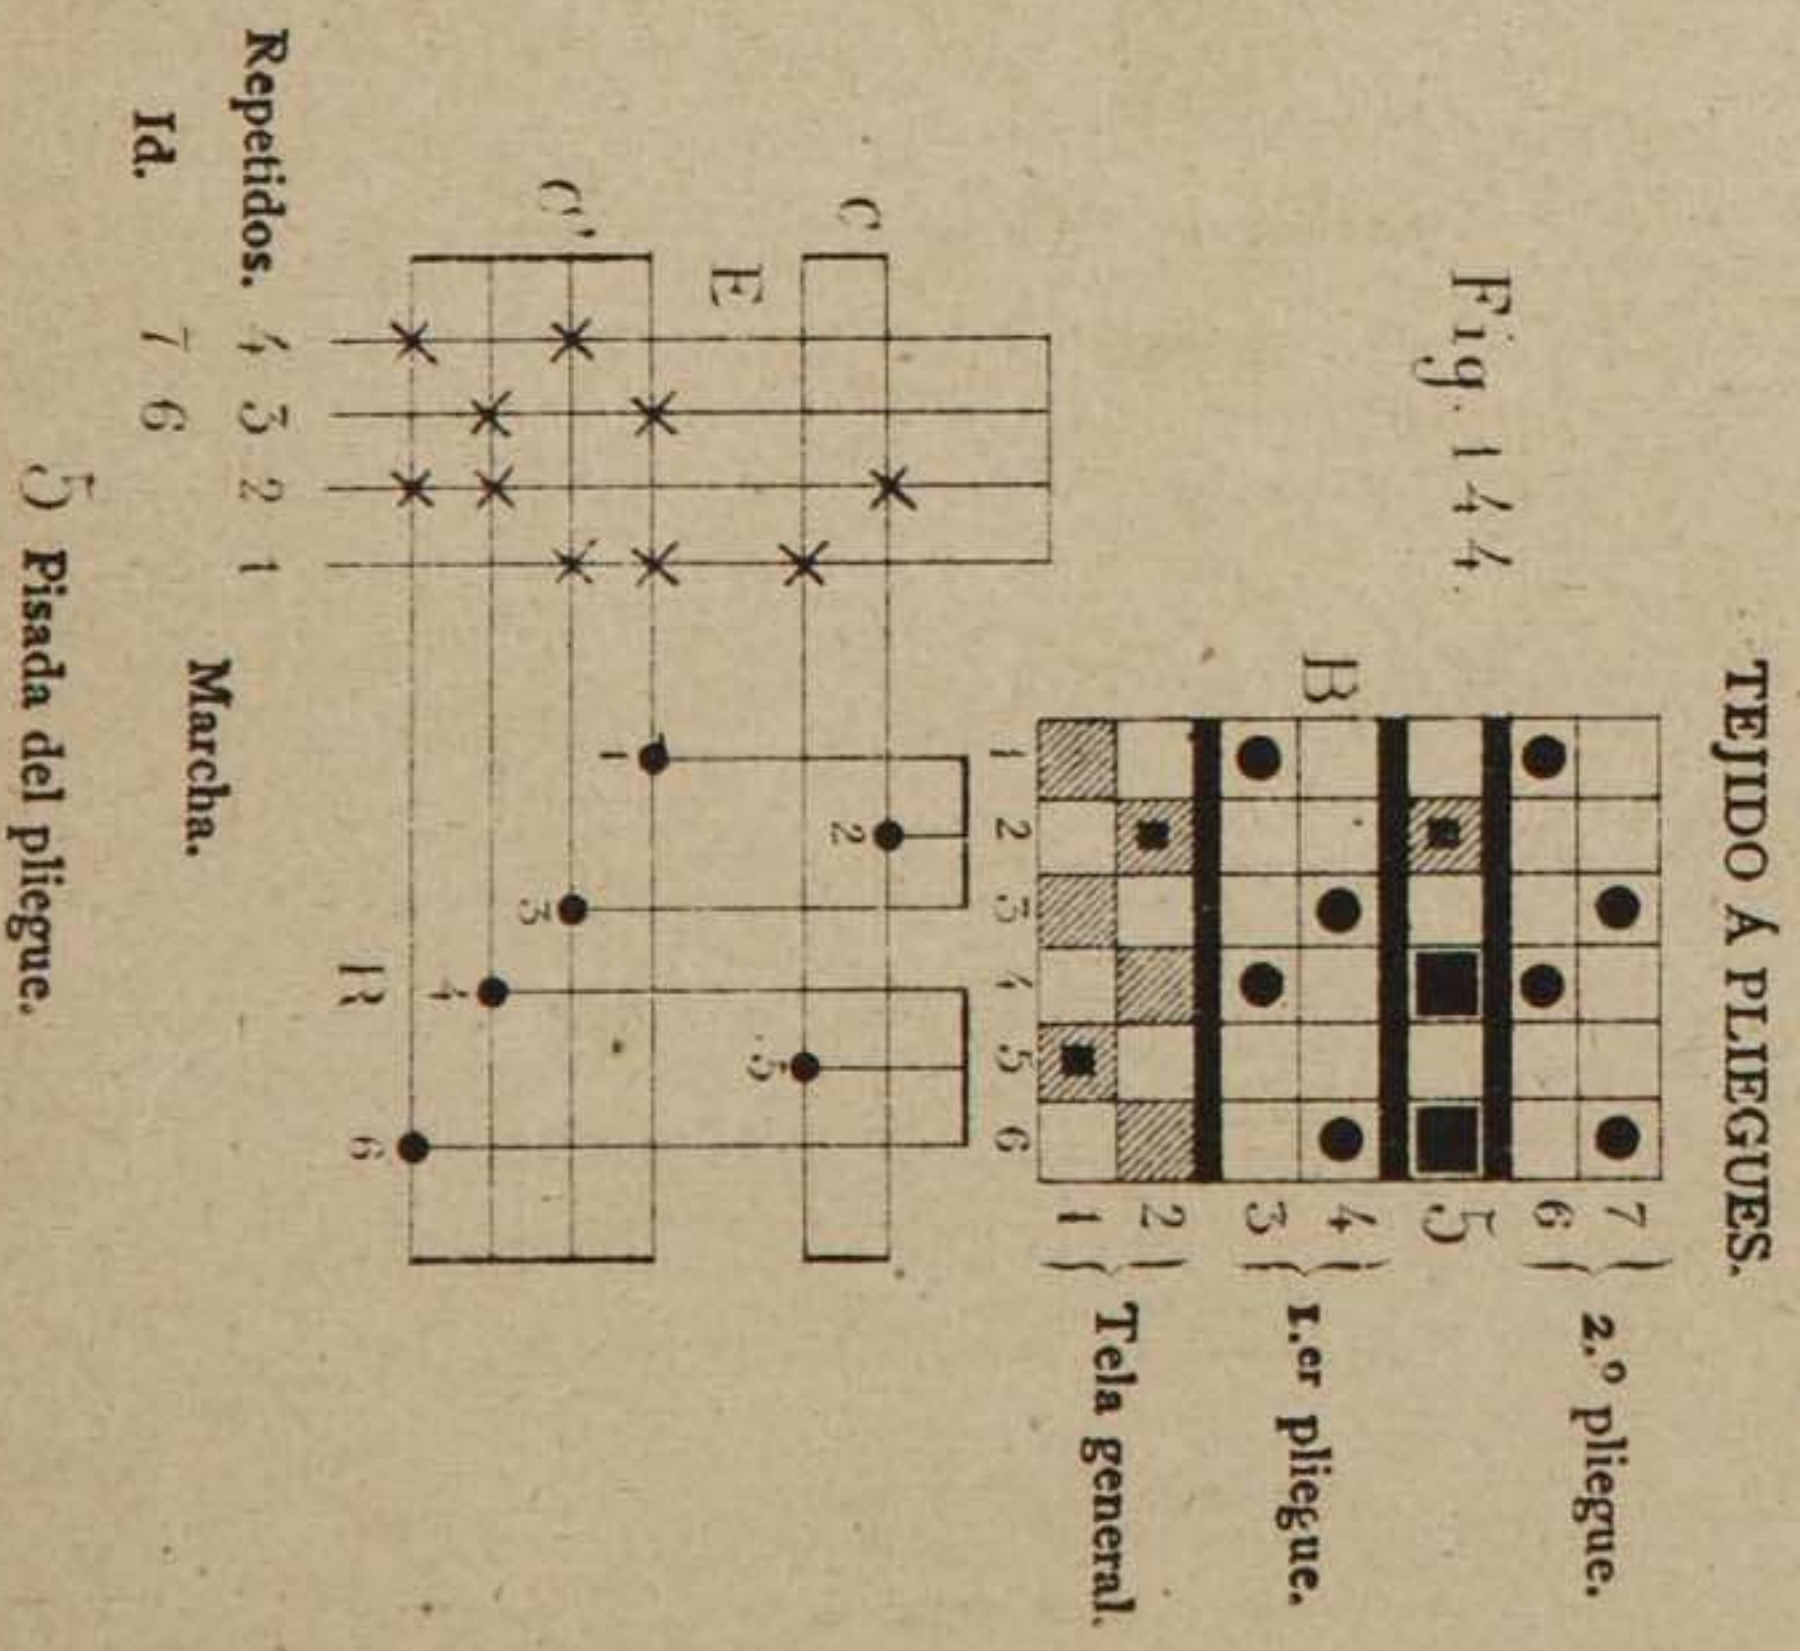 TEJIDO Á PLIEGUES.
Fig. 144.
7
2.º pliegue.
6
5
B
4
1.er pliegue.
3
2
Tela general.
1
1 2 3 4 5 6
C
2
5
E
1
C'
3
4
R
6
Repetidos. 4 3 2 1
Marcha.
Id. 7 6
5 Pisada del pliegue.